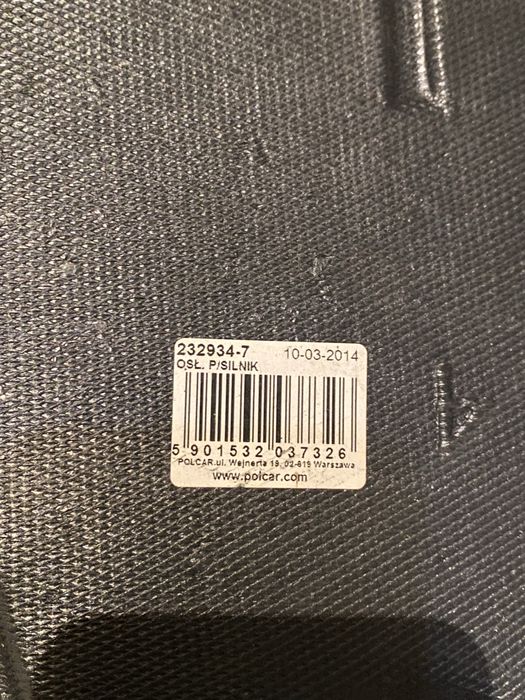 232934-7 10-03-2014
OSŁ. P/SILNIK
5 901532 037326
POLCAR.ul. Wejnerta 19, 02-619 Warszawa
www.polcar.com